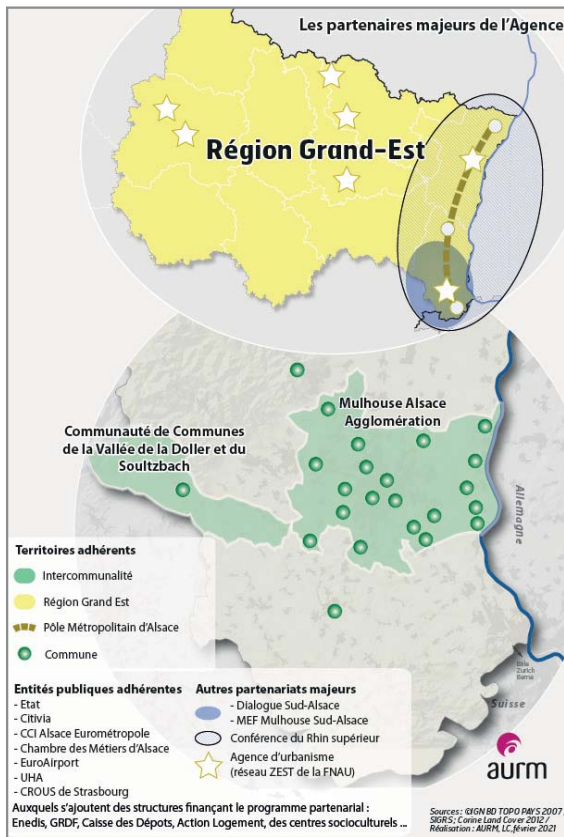 Les partenaires majeurs de l'Agence
Région Grand-Est
Mulhouse Alsace
Agglomération
Communauté de Communes
de la Vallée de la Doller et du
Soultzbach
Allemagne
Territoires adhérents
Intercommunalité
Région Grand Est
Pôle Métropolitain d'Alsace
Commune
Bâle
Zurich
Berne
Suisse
Entités publiques adhérentes
- Etat
- Citivia
- CCI Alsace Eurométropole
- Chambre des Métiers d'Alsace
- EuroAirport
- UHA
- CROUS de Strasbourg
Autres partenariats majeurs
- Dialogue Sud-Alsace
- MEF Mulhouse Sud-Alsace
Conférence du Rhin supérieur
Agence d'urbanisme
(réseau ZEST de la FNAU)
aurm
Auxquels s'ajoutent des structures finançant le programme partenarial :
Enedis, GRDF, Caisse des Dépots, Action Logement, des centres socioculturels ...
Sources : ©IGN BD TOPO PAYS 2007,
SIGRS ; Corine Land Cover 2012 /
Réalisation : AURM, LC, février 2021